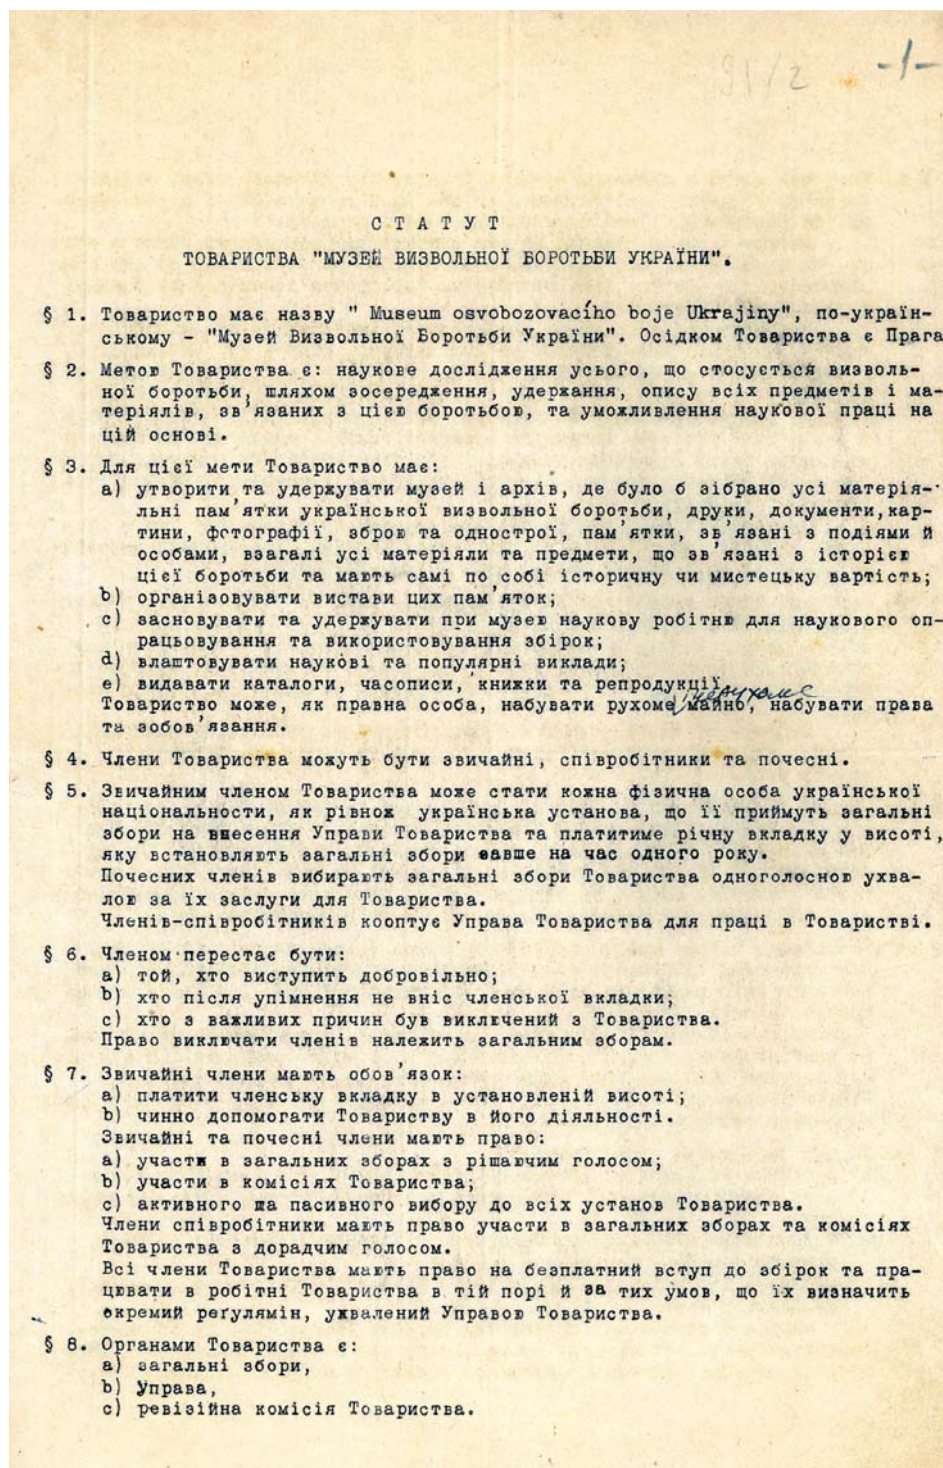 91/2
-1-
СТАТУТ
ТОВАРИСТВА "МУЗЕЙ ВИЗВОЛЬНОЇ БОРОТЬБИ УКРАЇНИ".
§ 1. Товариство має назву " Museum osvobozovacího boje Ukrajiny", по-україн-
ському - "Музей Визвольної Боротьби України". Осідком Товариства є Прага
§ 2. Метою Товариства є: наукове дослідження усього, що стосується визволь-
ної боротьби, шляхом зосередження, удержання, опису всіх предметів і ма-
теріялів, зв'язаних з цією боротьбою, та уможливлення наукової праці на
цій основі.
§ 3. Для цієї мети Товариство має:
a) утворити та удержувати музей і архів, де було б зібрано усі матерія-
льні пам'ятки української визвольної боротьби, друки, документи,кар-
тини, фотографії, зброю та однострої, пам'ятки, зв'язані з подіями й
особами, взагалі усі матеріяли та предмети, що зв'язані з історією
цієї боротьби та мають самі по собі історичну чи мистецьку вартість;
b) організовувати вистави цих пам'яток;
c) засновувати та удержувати при музею наукову робітню для наукового оп-
рацьовування та використовування збірок;
d) влаштовувати наукові та популярні виклади;
e) видавати каталоги, часописи, книжки та репродукції.
нерухоме
Товариство може, як правна особа, набувати рухоме майно, набувати права
та зобов'язання.
§ 4. Члени Товариства можуть бути звичайні, співробітники та почесні.
§ 5. Звичайним членом Товариства може стати кожна фізична особа української
національности, як рівнож українська установа, що її приймуть загальні
збори на внесення Управи Товариства та платитиме річну вкладку у висоті,
яку встановляють загальні збори завше на час одного року.
Почесних членів вибирають загальні збори Товариства одноголосною ухва-
лою за їх заслуги для Товариства.
Членів-співробітників кооптує Управа Товариства для праці в Товаристві.
§ 6. Членом перестає бути:
a) той, хто виступить добровільно;
b) хто після упімнення не вніс членської вкладки;
c) хто з важливих причин був виключений з Товариства.
Право виключати членів належить загальним зборам.
§ 7. Звичайні члени мають обов'язок:
a) платити членську вкладку в установленій висоті;
b) чинно допомогати Товариству в його діяльності.
Звичайні та почесні члени мають право:
a) участи в загальних зборах з рішаючим голосом;
b) участи в комісіях Товариства;
c) активного та пасивного вибору до всіх установ Товариства.
Члени співробітники мають право участи в загальних зборах та комісіях
Товариства з дорадчим голосом.
Всі члени Товариства мають право на безплатний вступ до збірок та пра-
цювати в робітні Товариства в тій порі й за тих умов, що їх визначить
окремий реґулямін, ухвалений Управою Товариства.
§ 8. Органами Товариства є:
a) загальні збори,
b) Управа,
c) ревізійна комісія Товариства.